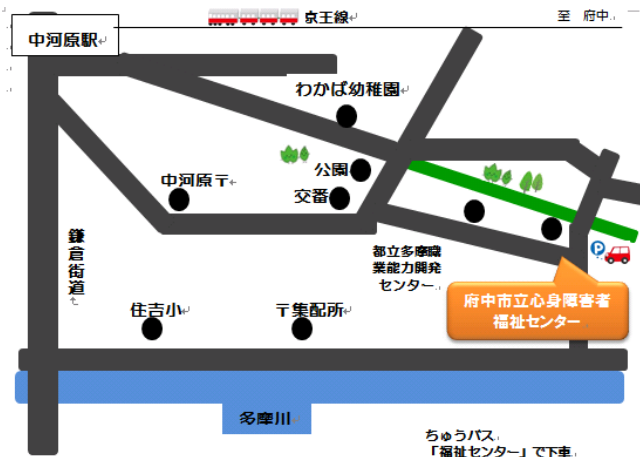 京王線
至 府中
中河原駅
わかば幼稚園
公園
中河原〒
交番
鎌倉街道
都立多摩職
業能力開発
センター
P
府中市立心身障害者
福祉センター
住吉小
〒集配所
多摩川
ちゅうバス
「福祉センター」で下車